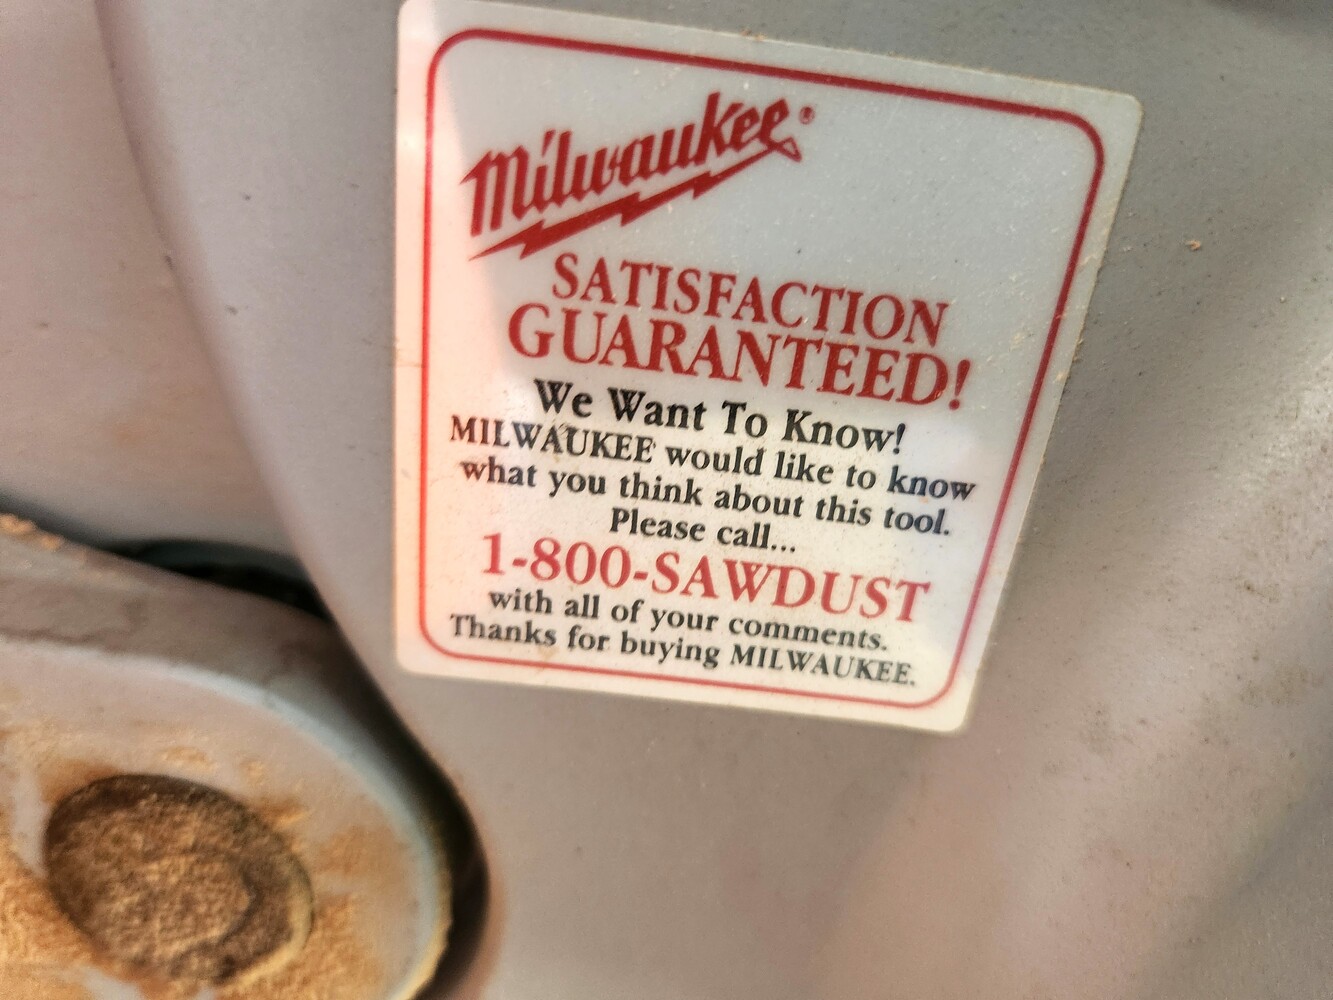 Milwaukee®
SATISFACTION
GUARANTEED!
We Want To Know!
MILWAUKEE would like to know
what you think about this tool.
Please call...
1-800-SAWDUST
with all of your comments.
Thanks for buying MILWAUKEE.